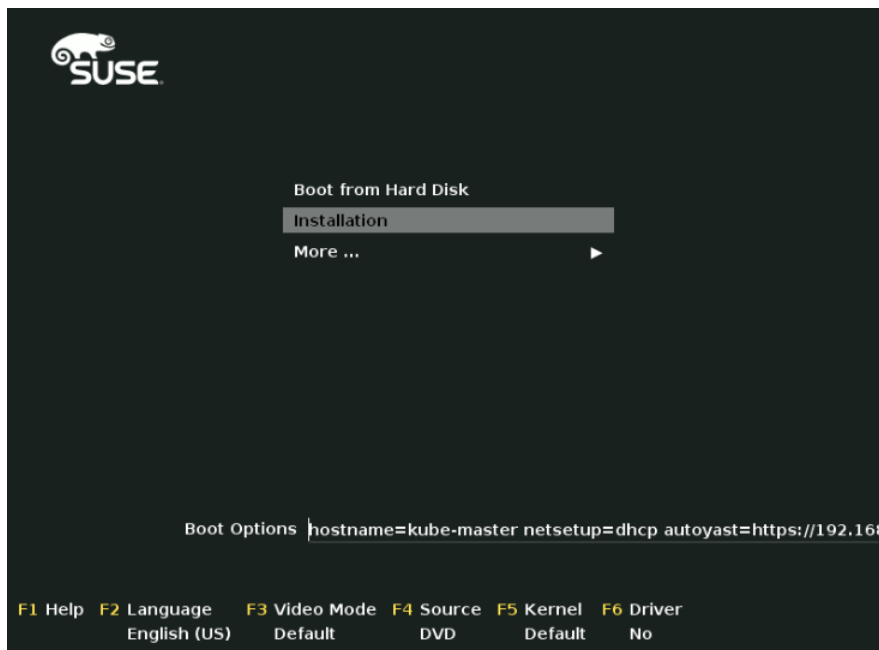 SUSE
Boot from Hard Disk
Installation
More ...
Boot Options hostname=kube-master netsetup=dhcp autoyast=https://192.168
F1 Help F2 Language F3 Video Mode F4 Source F5 Kernel F6 Driver
English (US) Default DVD Default No